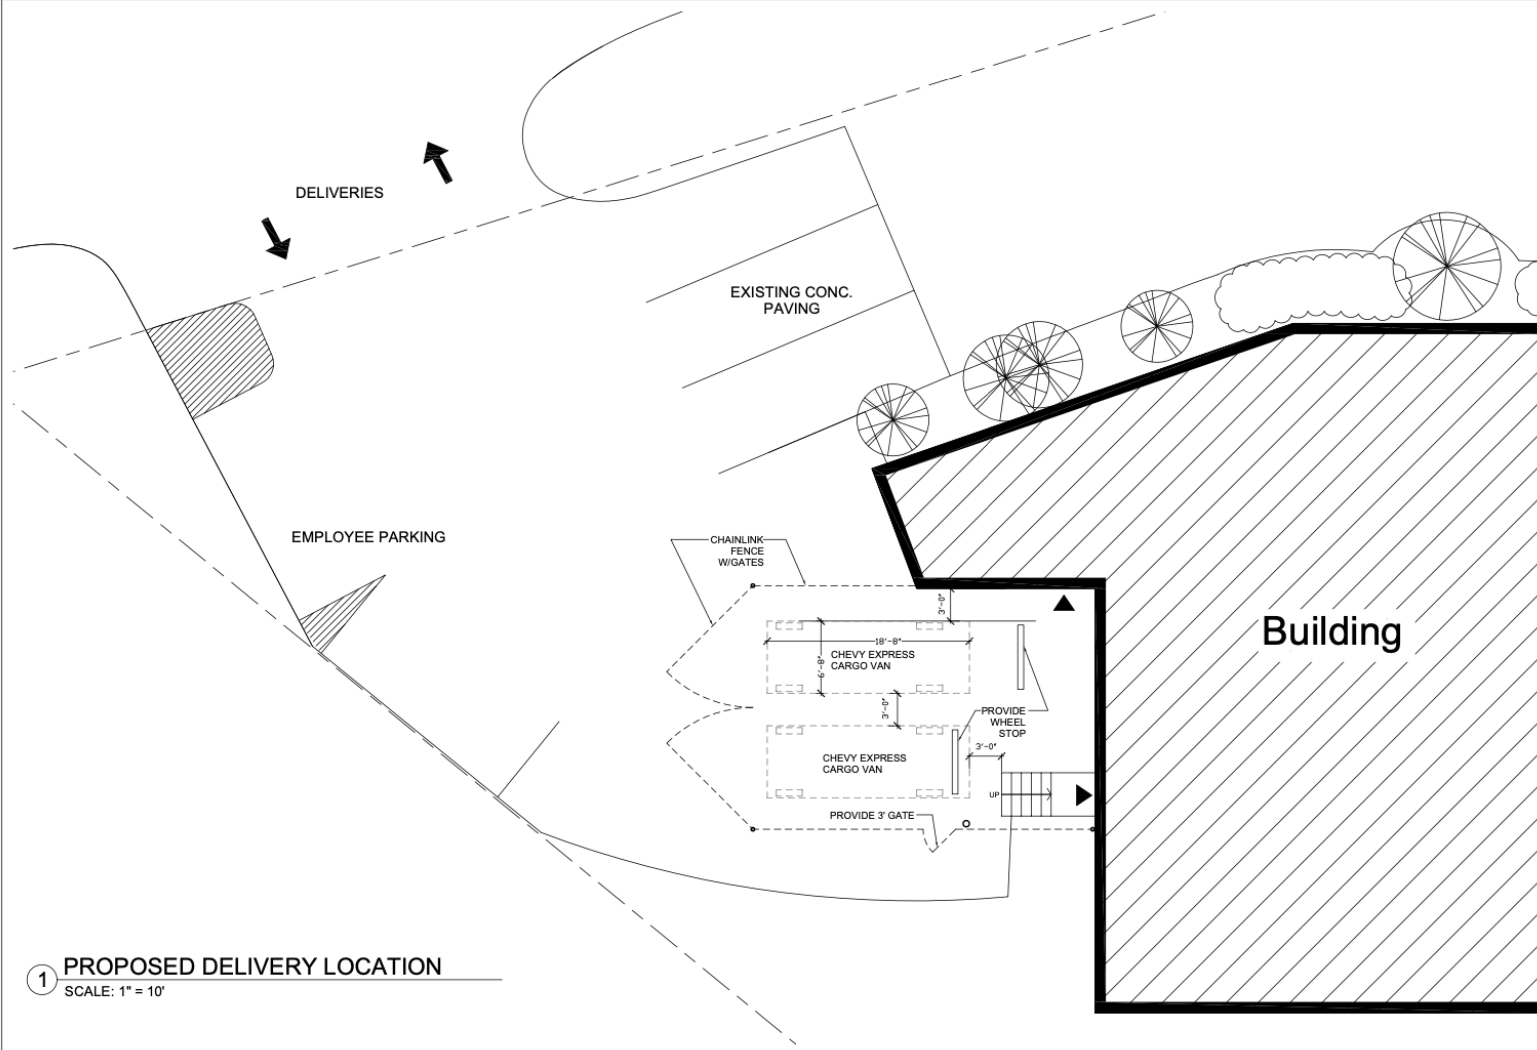 DELIVERIES
EXISTING CONC.
PAVING
EMPLOYEE PARKING
CHAINLINK
FENCE
W/GATES
3'-0"
18'-8"
6'-8"
CHEVY EXPRESS
CARGO VAN
Building
3'-0"
PROVIDE
WHEEL
STOP
3'-0"
CHEVY EXPRESS
CARGO VAN
UP
PROVIDE 3' GATE
1
PROPOSED DELIVERY LOCATION
SCALE: 1" = 10'